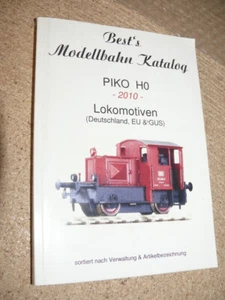 Best's
Modellbahn Katalog
PIKO H0
- 2010 -
Lokomotiven
(Deutschland, EU & GUS)
sortiert nach Verwaltung & Artikelbezeichnung